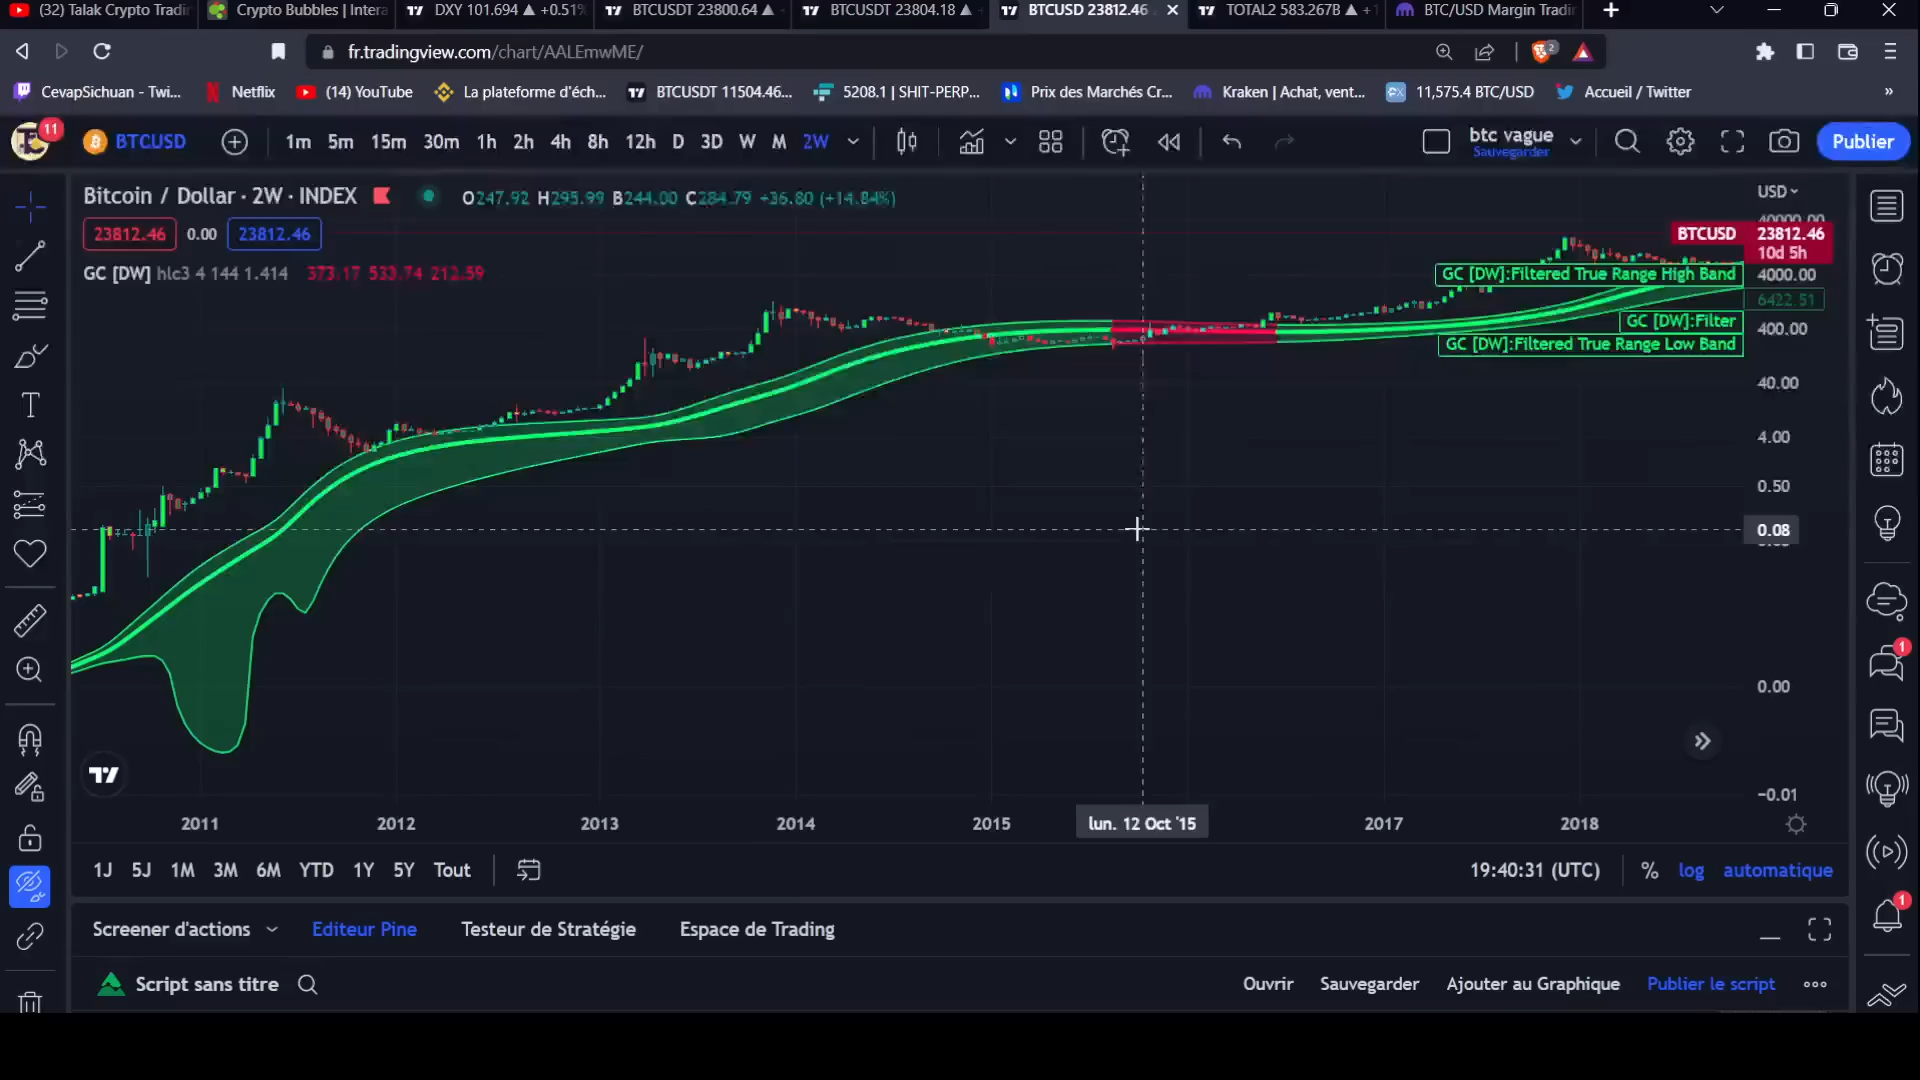 (32) Talak Crypto Tradi
Crypto Bubbles | Intera
DXY 101.694 ▲ +0.51%
BTCUSDT 23800.64 ▲
BTCUSDT 23804.18 ▲
BTCUSD 23812.46
TOTAL2 583.267B ▲ +1
BTC/USD Margin Tradin
fr.tradingview.com/chart/AALEmwME/
2
CevapSichuan - Twi...
Netflix
(14) YouTube
La plateforme d'éch...
BTCUSDT 11504.46...
5208.1 | SHIT-PERP...
Prix des Marchés Cr...
Kraken | Achat, vent...
11,575.4 BTC/USD
Accueil / Twitter
»
11
BTCUSD
1m 5m 15m 30m 1h 2h 4h 8h 12h D 3D W M 2W
btc vague
Sauvegarder
Publier
Bitcoin / Dollar · 2W · INDEX
O247.92 H295.99 B244.00 C284.79 +36.80 (+14.84%)
USD
23812.46 0.00 23812.46
GC [DW] hlc3 4 144 1.414 373.17 533.74 212.59
40000.00
BTCUSD 23812.46
10d 5h
GC [DW]:Filtered True Range High Band
4000.00
6422.51
GC [DW]:Filter
400.00
GC [DW]:Filtered True Range Low Band
40.00
4.00
0.50
0.08
0.00
-0.01
2011 2012 2013 2014 2015 lun. 12 Oct '15 2017 2018
1J 5J 1M 3M 6M YTD 1Y 5Y Tout
19:40:31 (UTC) % log automatique
Screener d'actions Editeur Pine Testeur de Stratégie Espace de Trading
Script sans titre
Ouvrir Sauvegarder Ajouter au Graphique Publier le script
1
1